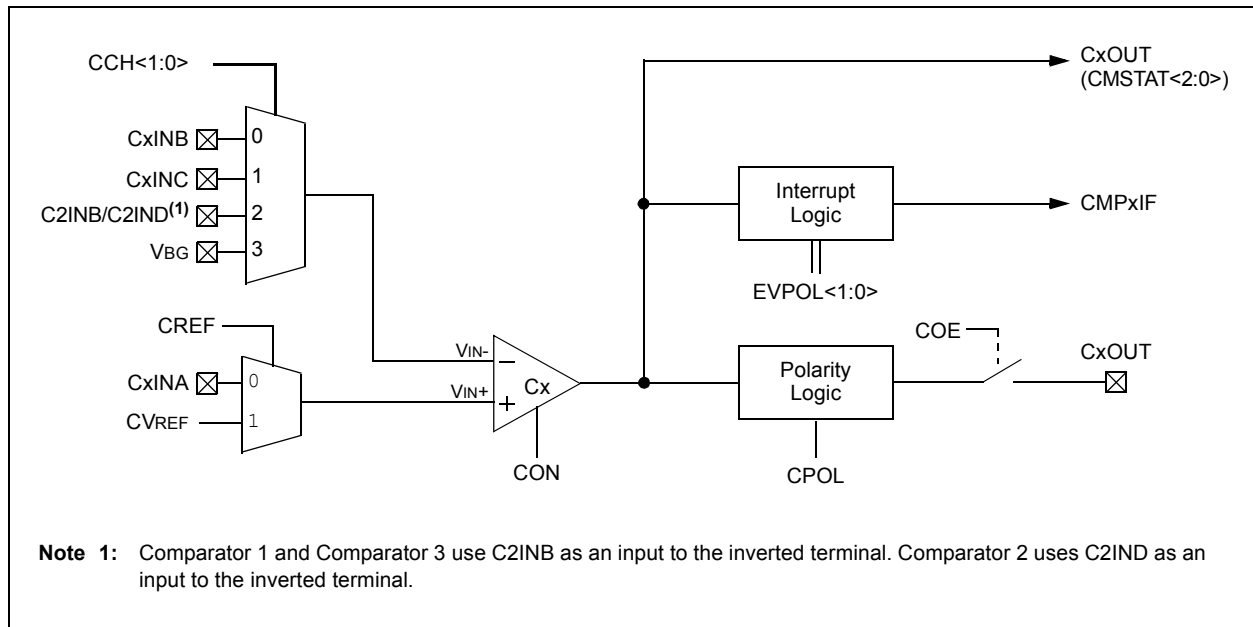 CCH<1:0>
CxOUT
(CMSTAT<2:0>)
CxINB
0
CxINC
1
C2INB/C2IND(1)
2
VBG
3
Interrupt
Logic
CMPxIF
EVPOL<1:0>
CREF
COE
CxOUT
VIN-
–
CxINA
0
Cx
Polarity
Logic
VIN+
+
CVREF
1
CON
CPOL
Note 1: Comparator 1 and Comparator 3 use C2INB as an input to the inverted terminal. Comparator 2 uses C2IND as an
input to the inverted terminal.